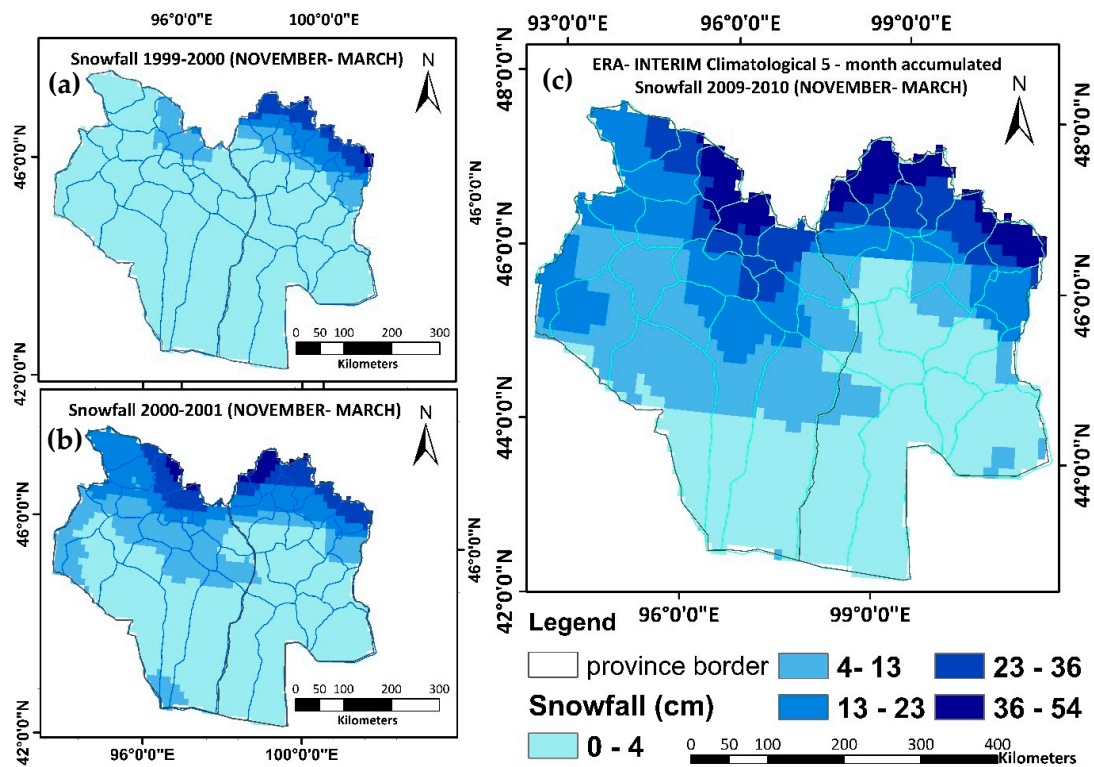 96°0'0"E 100°0'0"E
(a)
Snowfall 1999-2000 (NOVEMBER- MARCH)
N
46°0'0"N
46°0'0"N
42°0'0"N
0 50 100 200 300
Kilometers
(b)
Snowfall 2000-2001 (NOVEMBER- MARCH)
N
46°0'0"N
46°0'0"N
42°0'0"N
0 50 100 200 300
Kilometers
96°0'0"E 100°0'0"E
93°0'0"E 96°0'0"E 99°0'0"E
(c)
ERA- INTERIM Climatological 5 - month accumulated
Snowfall 2009-2010 (NOVEMBER- MARCH)
N
48°0'0"N
48°0'0"N
46°0'0"N
46°0'0"N
44°0'0"N
44°0'0"N
42°0'0"N
96°0'0"E 99°0'0"E
Legend
province border
Snowfall (cm)
0 - 4
4- 13
13 - 23
23 - 36
36 - 54
0 50 100 200 300 400
Kilometers